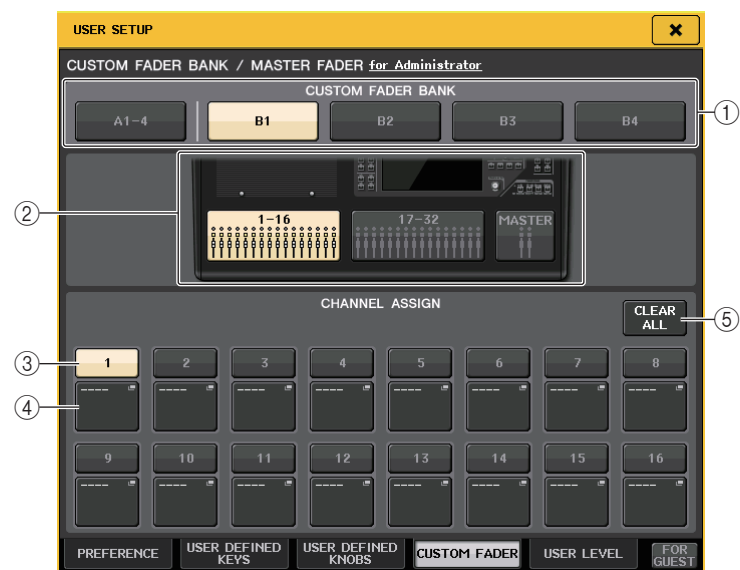 USER SETUP
CUSTOM FADER BANK / MASTER FADER for Administrator
CUSTOM FADER BANK
A1-4 B1 B2 B3 B4
①
②
1-16 17-32 MASTER
CHANNEL ASSIGN
CLEAR
ALL
⑤
③
1 2 3 4 5 6 7 8
④
---- ---- ---- ---- ---- ---- ---- ----
9 10 11 12 13 14 15 16
---- ---- ---- ---- ---- ---- ---- ----
PREFERENCE USER DEFINED KEYS USER DEFINED KNOBS CUSTOM FADER USER LEVEL FOR GUEST